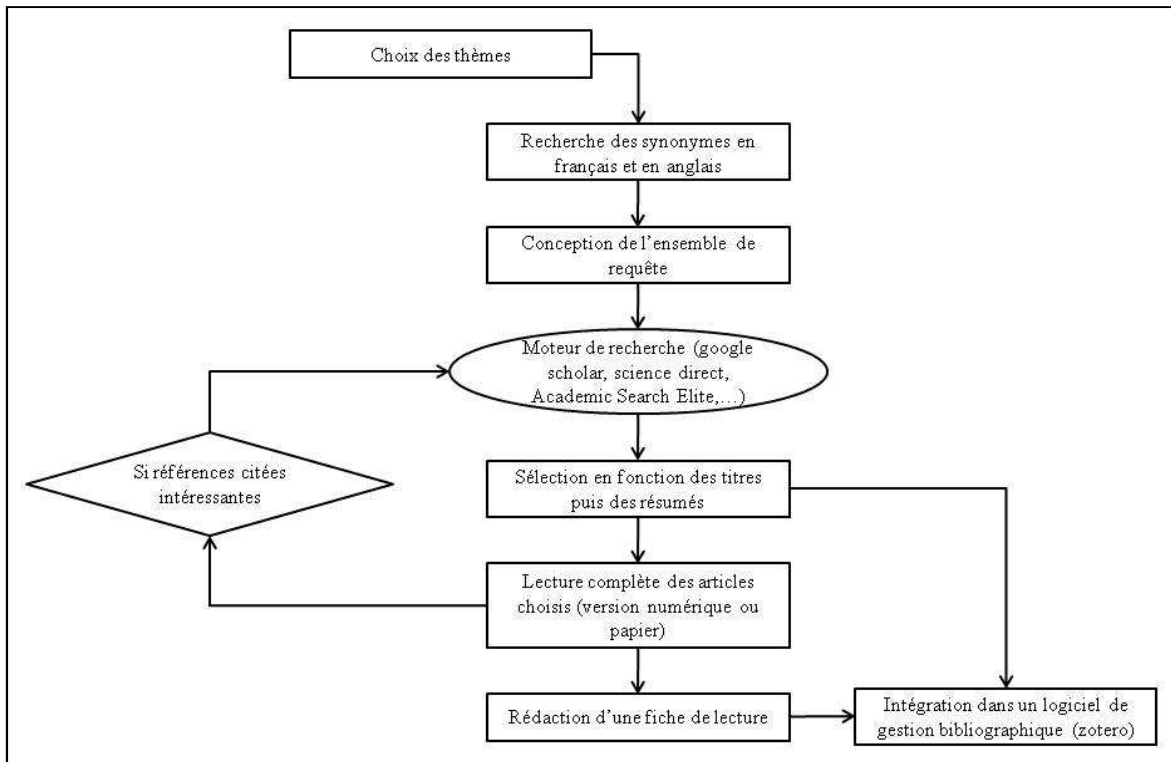 Choix des thèmes
Recherche des synonymes en
français et en anglais
Conception de l'ensemble de
requête
Moteur de recherche (google
scholar, science direct,
Academic Search Elite,...)
Si références citées
intéressantes
Sélection en fonction des titres
puis des résumés
Lecture complète des articles
choisis (version numérique ou
papier)
Rédaction d'une fiche de lecture
Intégration dans un logiciel de
gestion bibliographique (zotero)